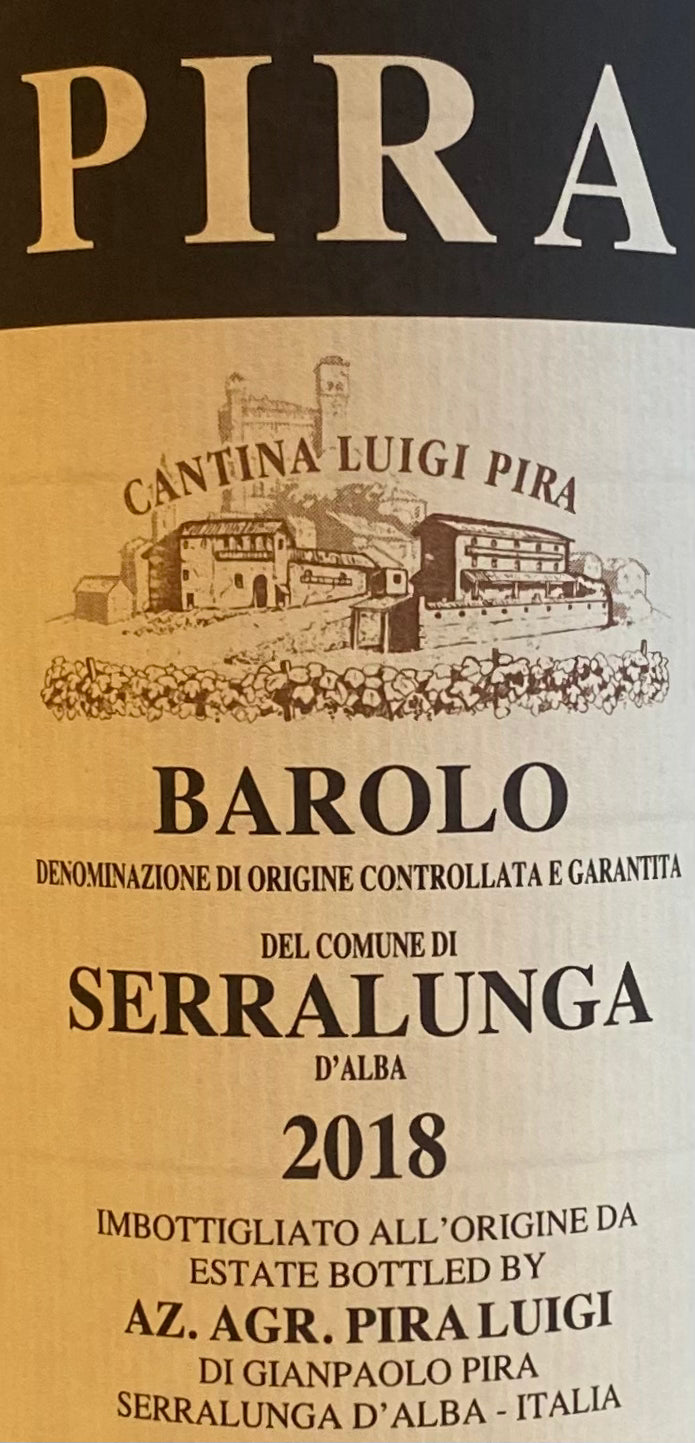 PIRA
CANTINA LUIGI PIRA
BAROLO
DENOMINAZIONE DI ORIGINE CONTROLLATA E GARANTITA
DEL COMUNE DI
SERRALUNGA
D'ALBA
2018
IMBOTTIGLIATO ALL'ORIGINE DA
ESTATE BOTTLED BY
AZ. AGR. PIRA LUIGI
DI GIANPAOLO PIRA
SERRALUNGA D'ALBA - ITALIA